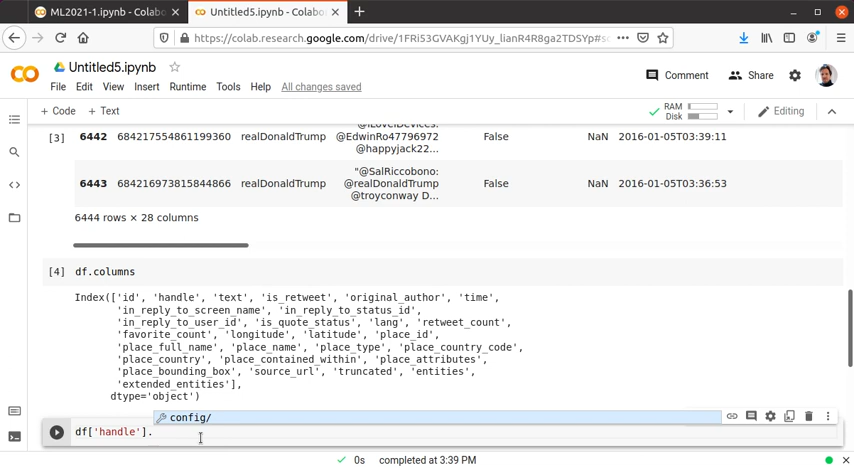 ML2021-1.ipynb - Colabo
Untitled5.ipynb - Colabo
https://colab.research.google.com/drive/1FRi53GVAKgj1YUy_lianR4R8ga2TDSYp#sc
Untitled5.ipynb
File Edit View Insert Runtime Tools Help All changes saved
Comment
Share
+ Code + Text
RAM
Disk
Editing
[3]
6442 684217554861199360 realDonaldTrump
@EdwinRo47796972
@happyjack22...
False NaN 2016-01-05T03:39:11
6443 684216973815844866 realDonaldTrump
"@SalRiccobono:
@realDonaldTrump
@troyconway D...
False NaN 2016-01-05T03:36:53
6444 rows × 28 columns
[4] df.columns
Index(['id', 'handle', 'text', 'is_retweet', 'original_author', 'time',
'in_reply_to_screen_name', 'in_reply_to_status_id',
'in_reply_to_user_id', 'is_quote_status', 'lang', 'retweet_count',
'favorite_count', 'longitude', 'latitude', 'place_id',
'place_full_name', 'place_name', 'place_type', 'place_country_code',
'place_country', 'place_contained_within', 'place_attributes',
'place_bounding_box', 'source_url', 'truncated', 'entities',
'extended_entities'],
dtype='object')
config/
df['handle'].
0s completed at 3:39 PM